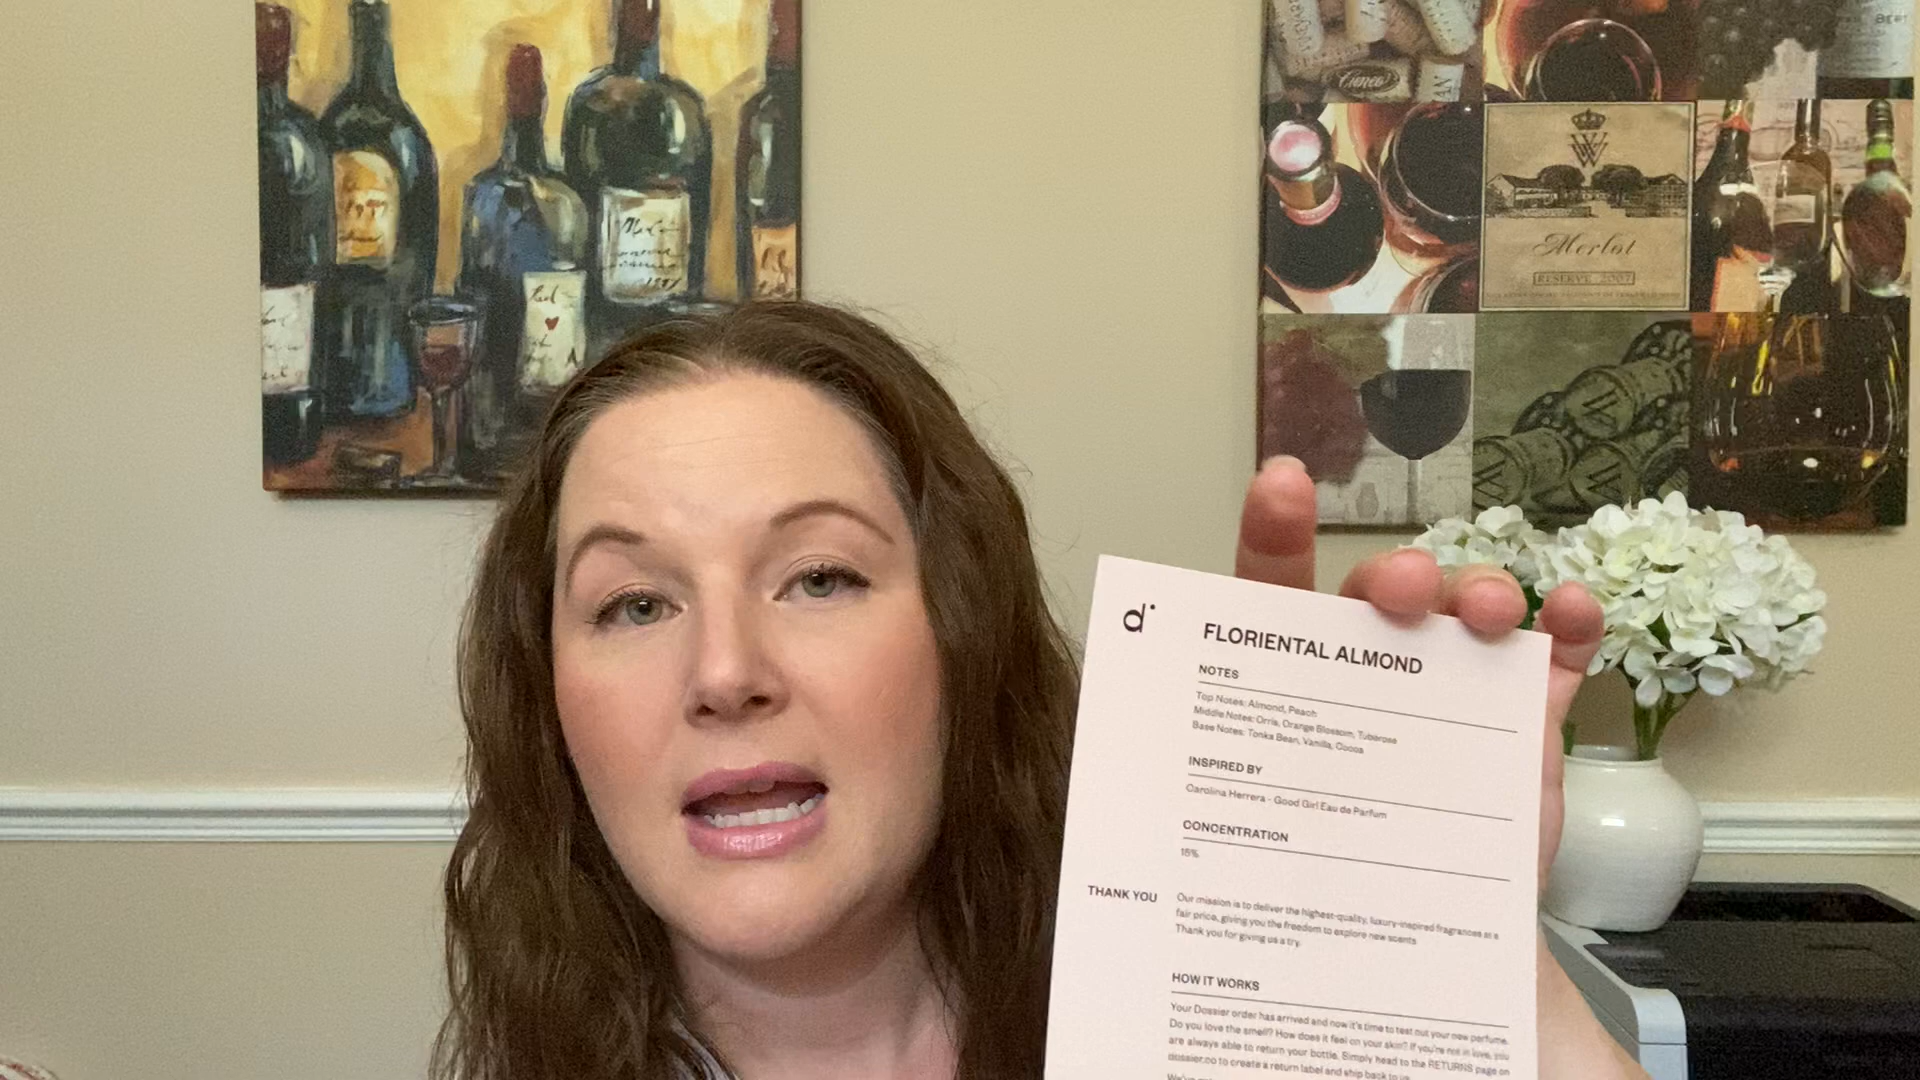 Cuneo
BERT
W
Merlot
RESERVE 2007
Red
d
FLORIENTAL ALMOND
NOTES
Top Notes: Almond, Peach
Middle Notes: Orris, Orange Blossom, Tuberose
Base Notes: Tonka Bean, Vanilla, Cocoa
INSPIRED BY
Carolina Herrera - Good Girl Eau de Parfum
CONCENTRATION
15%
THANK YOU
Our mission is to deliver the highest-quality, luxury-inspired fragrances at a
fair price, giving you the freedom to explore new scents
Thank you for giving us a try.
HOW IT WORKS
Your Dossier order has arrived and now it's time to test out your new perfume.
Do you love the smell? How does it feel on your skin? If you're not in love, you
are always able to return your bottle. Simply head to the RETURNS page on
dossier.co to create a return label and ship back to us.